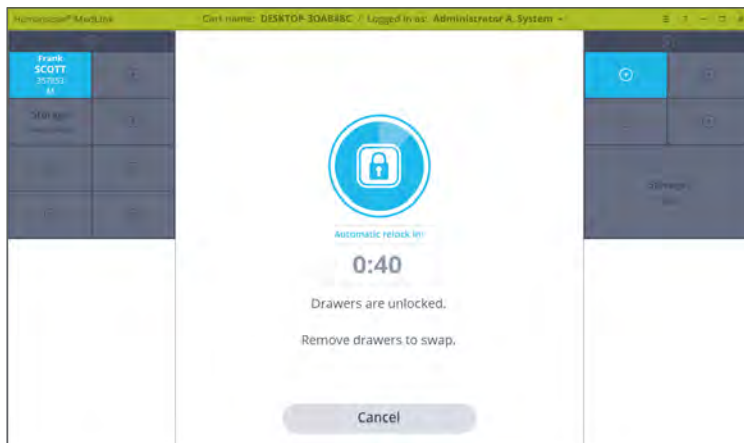 Humanscale® MedLink
Cart name: DESKTOP-3OAB4BC / Logged in as: Administrator A. System
Frank
SCOTT
M
Storage
Storage
Automatic relock in:
0:40
Drawers are unlocked.
Remove drawers to swap.
Cancel